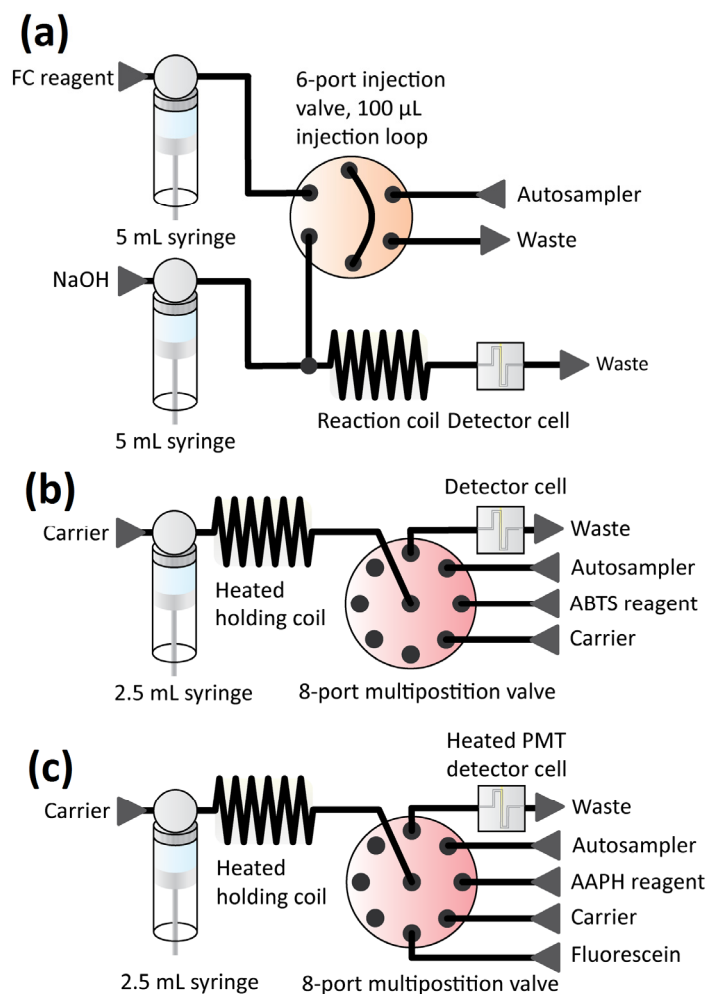 (a)
FC reagent
6-port injection
valve, 100 µL
injection loop
Autosampler
5 mL syringe
Waste
NaOH
Waste
Reaction coil
Detector cell
5 mL syringe
(b)
Detector cell
Carrier
Waste
Autosampler
Heated
holding coil
ABTS reagent
Carrier
2.5 mL syringe
8-port multipostition valve
(c)
Heated PMT
detector cell
Carrier
Waste
Autosampler
Heated
holding coil
AAPH reagent
Carrier
Fluorescein
2.5 mL syringe
8-port multipostition valve